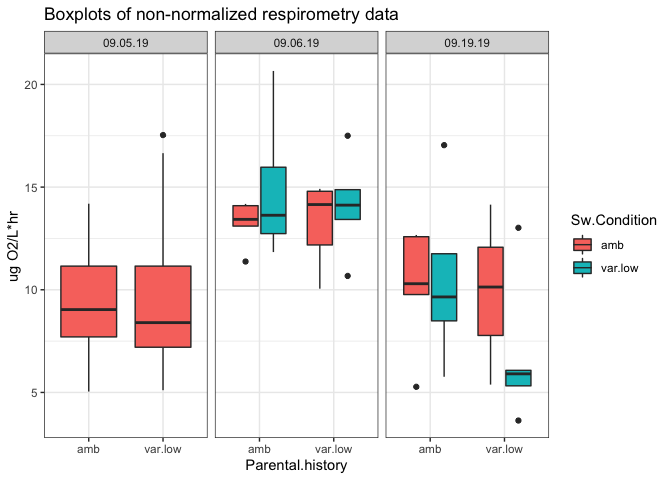 Boxplots of non-normalized respirometry data
09.05.19
09.06.19
09.19.19
20
15
10
5
ug O2/L*hr
amb
var.low
amb
var.low
amb
var.low
Parental.history
Sw.Condition
amb
var.low